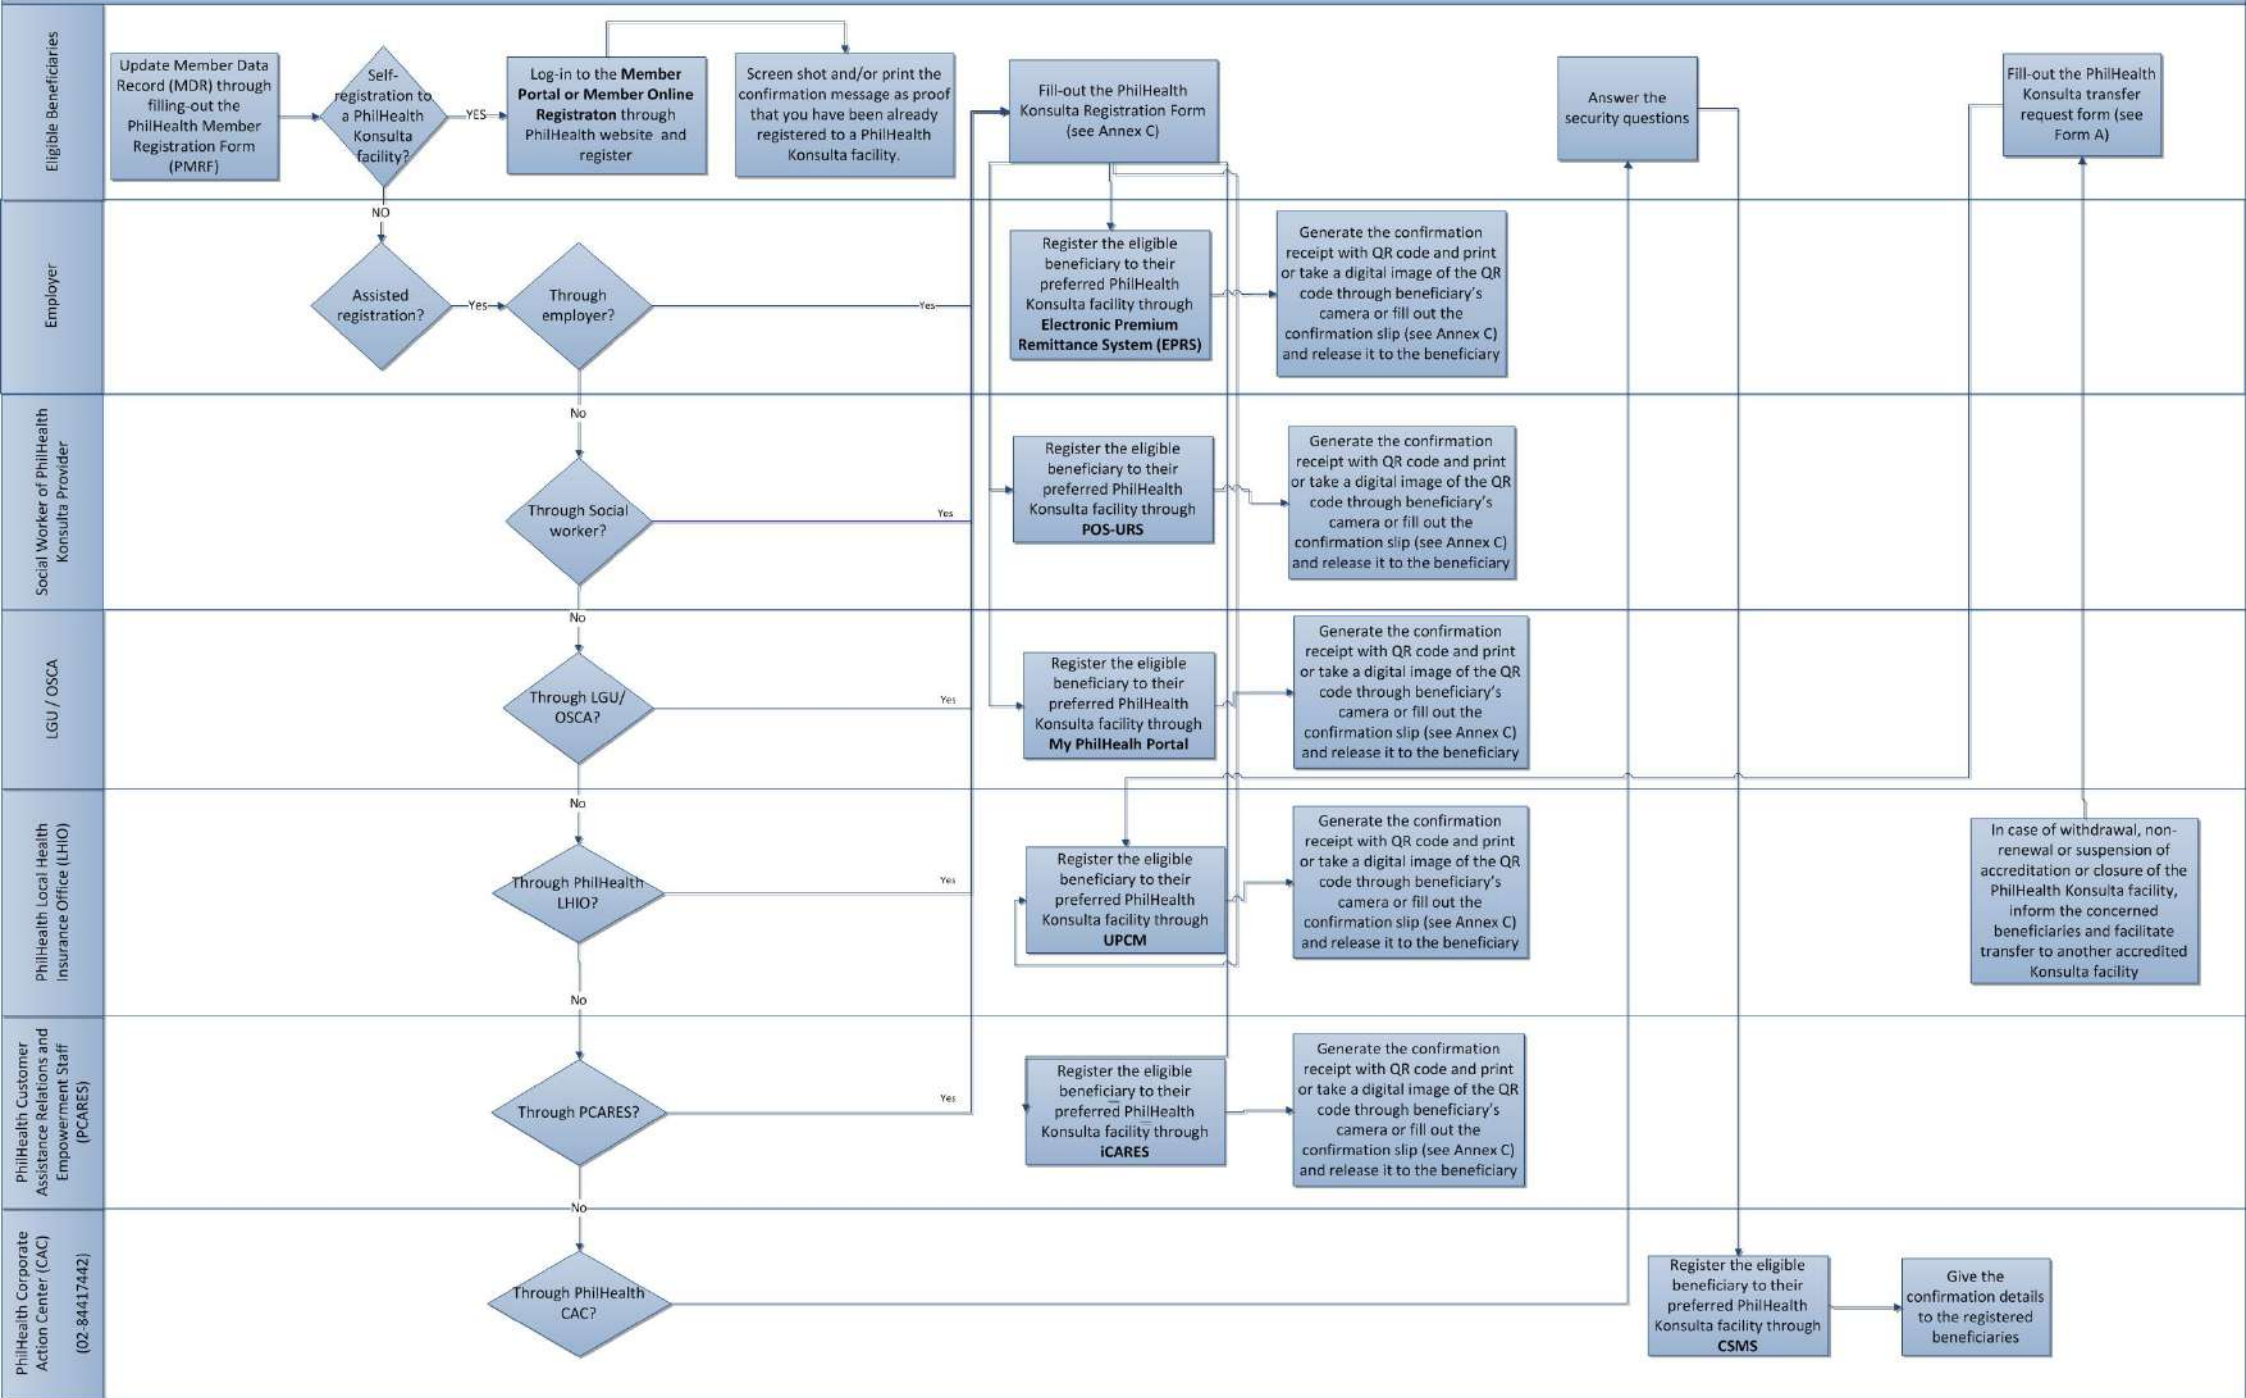 Eligible Beneficiaries
Update Member Data
Record (MDR) through
filling-out the
PhilHealth Member
Registration Form
(PMRF)
Self-
registration to
a PhilHealth
Konsulta
facility?
YES
Log-in to the Member
Portal or Member Online
Registraton through
PhilHealth website and
register
Screen shot and/or print the
confirmation message as proof
that you have been already
registered to a PhilHealth
Konsulta facility.
Fill-out the PhilHealth
Konsulta Registration Form
(see Annex C)
Answer the
security questions
Fill-out the PhilHealth
Konsulta transfer
request form (see
Form A)
NO
Employer
Assisted
registration?
Yes
Through
employer?
Yes
Register the eligible
beneficiary to their
preferred PhilHealth
Konsulta facility through
Electronic Premium
Remittance System (EPRS)
Generate the confirmation
receipt with QR code and print
or take a digital image of the QR
code through beneficiary's
camera or fill out the
confirmation slip (see Annex C)
and release it to the beneficiary
No
Social Worker of PhilHealth
Konsulta Provider
Through Social
worker?
Yes
Register the eligible
beneficiary to their
preferred PhilHealth
Konsulta facility through
POS-URS
Generate the confirmation
receipt with QR code and print
or take a digital image of the QR
code through beneficiary's
camera or fill out the
confirmation slip (see Annex C)
and release it to the beneficiary
No
LGU / OSCA
Through LGU/
OSCA?
Yes
Register the eligible
beneficiary to their
preferred PhilHealth
Konsulta facility through
My PhilHealh Portal
Generate the confirmation
receipt with QR code and print
or take a digital image of the QR
code through beneficiary's
camera or fill out the
confirmation slip (see Annex C)
and release it to the beneficiary
No
PhilHealth Local Health
Insurance Office (LHIO)
Through PhilHealth
LHIO?
Yes
Register the eligible
beneficiary to their
preferred PhilHealth
Konsulta facility through
UPCM
Generate the confirmation
receipt with QR code and print
or take a digital image of the QR
code through beneficiary's
camera or fill out the
confirmation slip (see Annex C)
and release it to the beneficiary
In case of withdrawal, non-
renewal or suspension of
accreditation or closure of the
PhilHealth Konsulta facility,
inform the concerned
beneficiaries and facilitate
transfer to another accredited
Konsulta facility
No
PhilHealth Customer
Assistance Relations and
Empowerment Staff
(PCARES)
Through PCARES?
Yes
Register the eligible
beneficiary to their
preferred PhilHealth
Konsulta facility through
iCARES
Generate the confirmation
receipt with QR code and print
or take a digital image of the QR
code through beneficiary's
camera or fill out the
confirmation slip (see Annex C)
and release it to the beneficiary
No
PhilHealth Corporate
Action Center (CAC)
(02-84417442)
Through PhilHealth
CAC?
Register the eligible
beneficiary to their
preferred PhilHealth
Konsulta facility through
CSMS
Give the
confirmation details
to the registered
beneficiaries